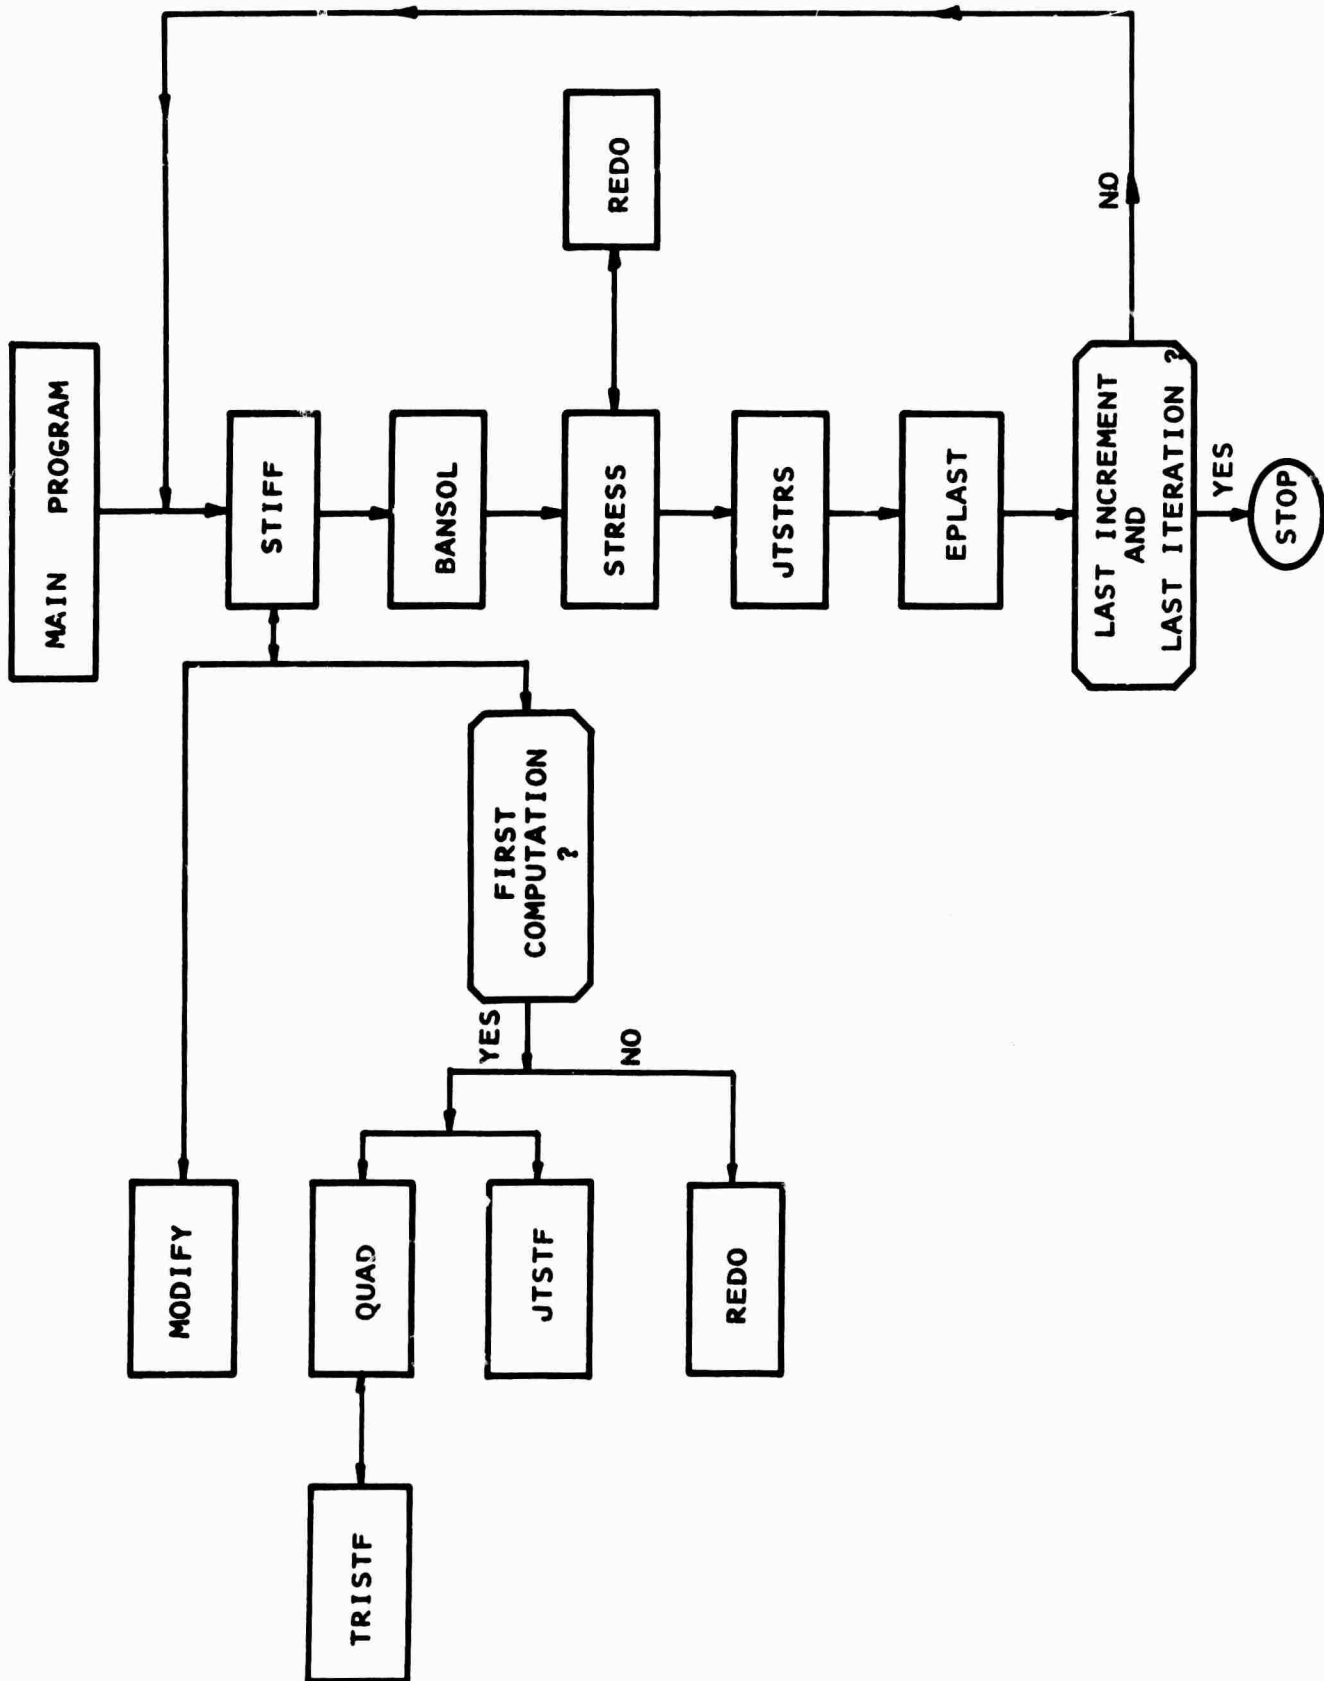 MAIN PROGRAM
STIFF
BANSOL
STRESS
REDO
JTSTRS
EPLAST
LAST INCREMENT
AND
LAST ITERATION ?
NO
YES
STOP
FIRST
COMPUTATION
?
YES
NO
MODIFY
QUAD
JTSTF
REDO
TRISTF